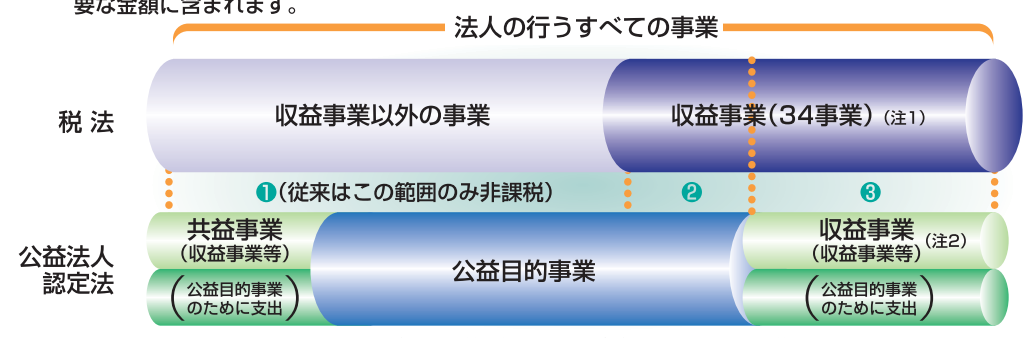 要な金額に含まれます。
法人の行うすべての事業
税法
収益事業以外の事業
収益事業(34事業)(注1)
❶(従来はこの範囲のみ非課税)
❷
❸
公益法人
認定法
共益事業
(収益事業等)
(公益目的事業
のために支出)
公益目的事業
収益事業
(収益事業等)(注2)
(公益目的事業
のために支出)